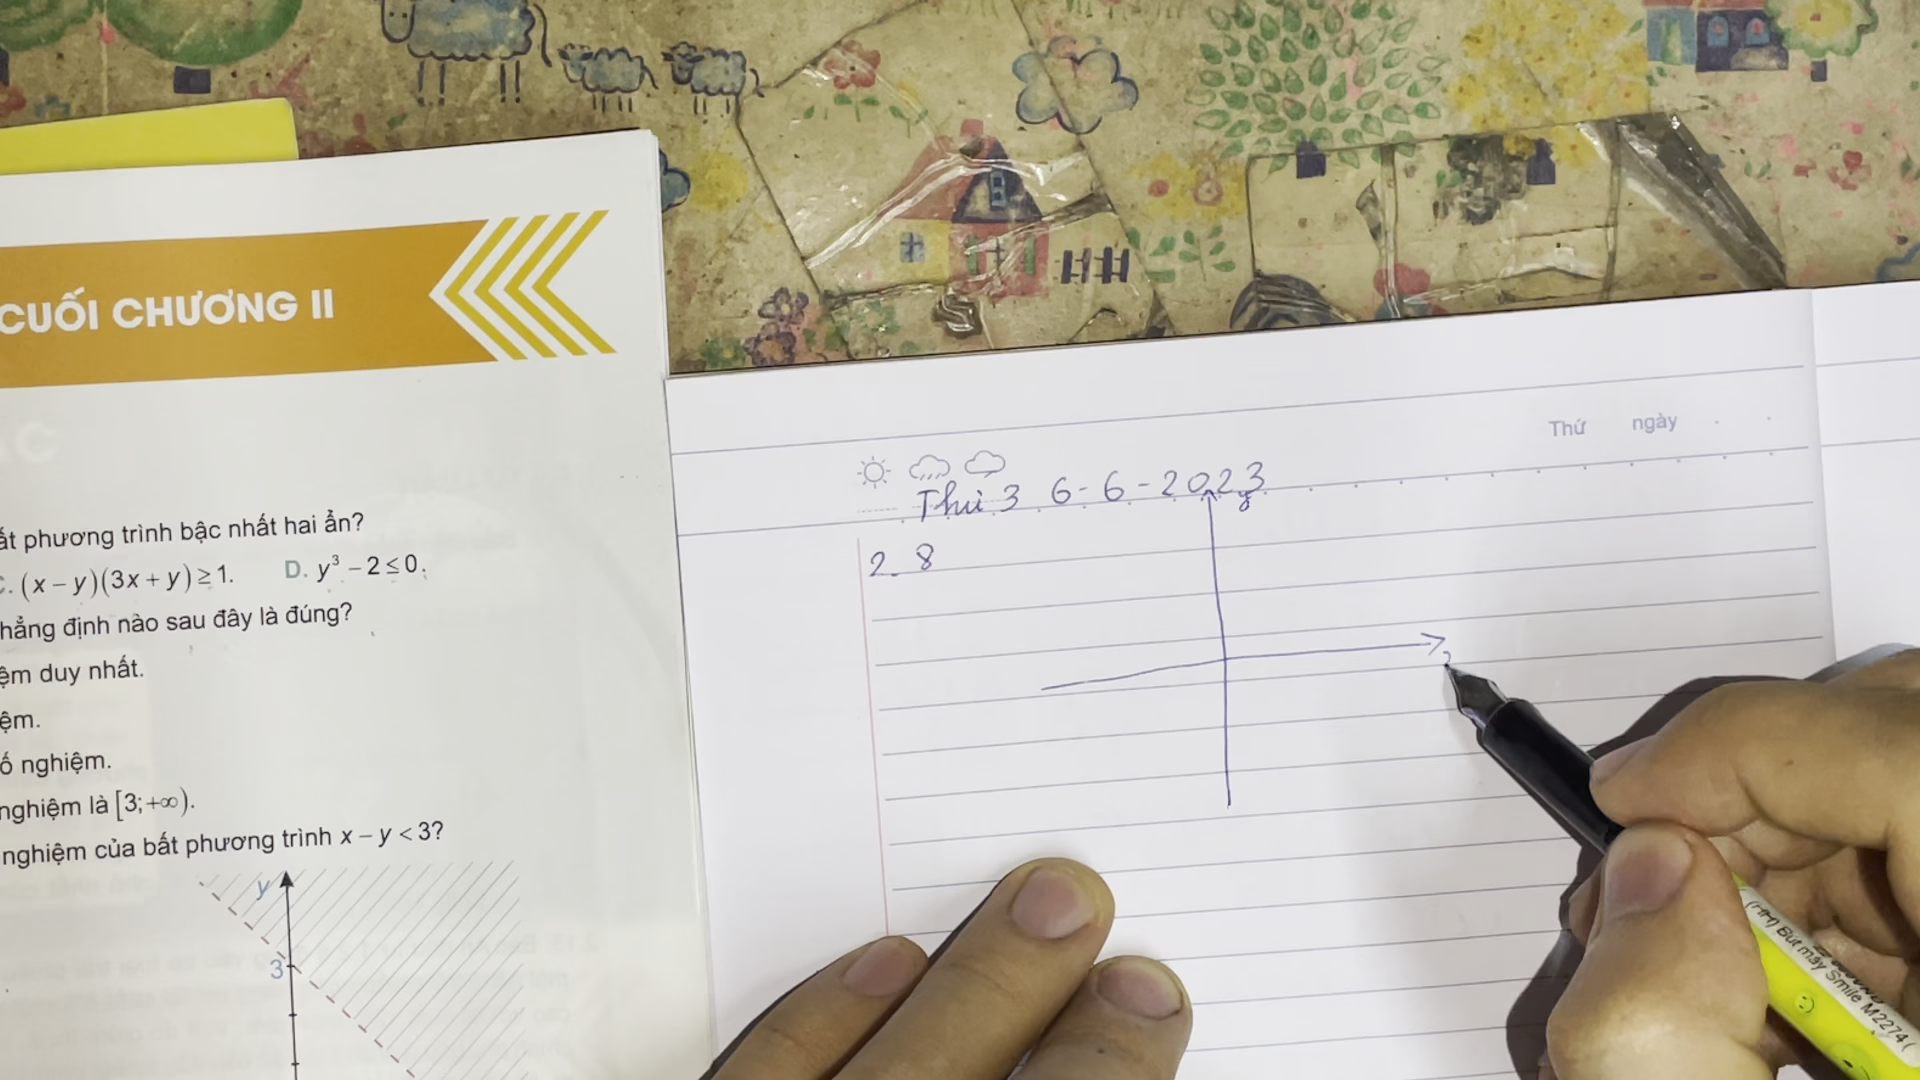 CUỐI CHƯƠNG II
ất phương trình bậc nhất hai ẩn?
C. (x – y)(3x + y) ≥ 1. D. y³ – 2 ≤ 0.
hẳng định nào sau đây là đúng?
ệm duy nhất.
ệm.
ố nghiệm.
nghiệm là [3; +∞).
nghiệm của bất phương trình x – y < 3?
y
3
Thứ ngày
Thứ 3 6-6-2023
y
2.8
(HH) Bút máy Smile M2274 (